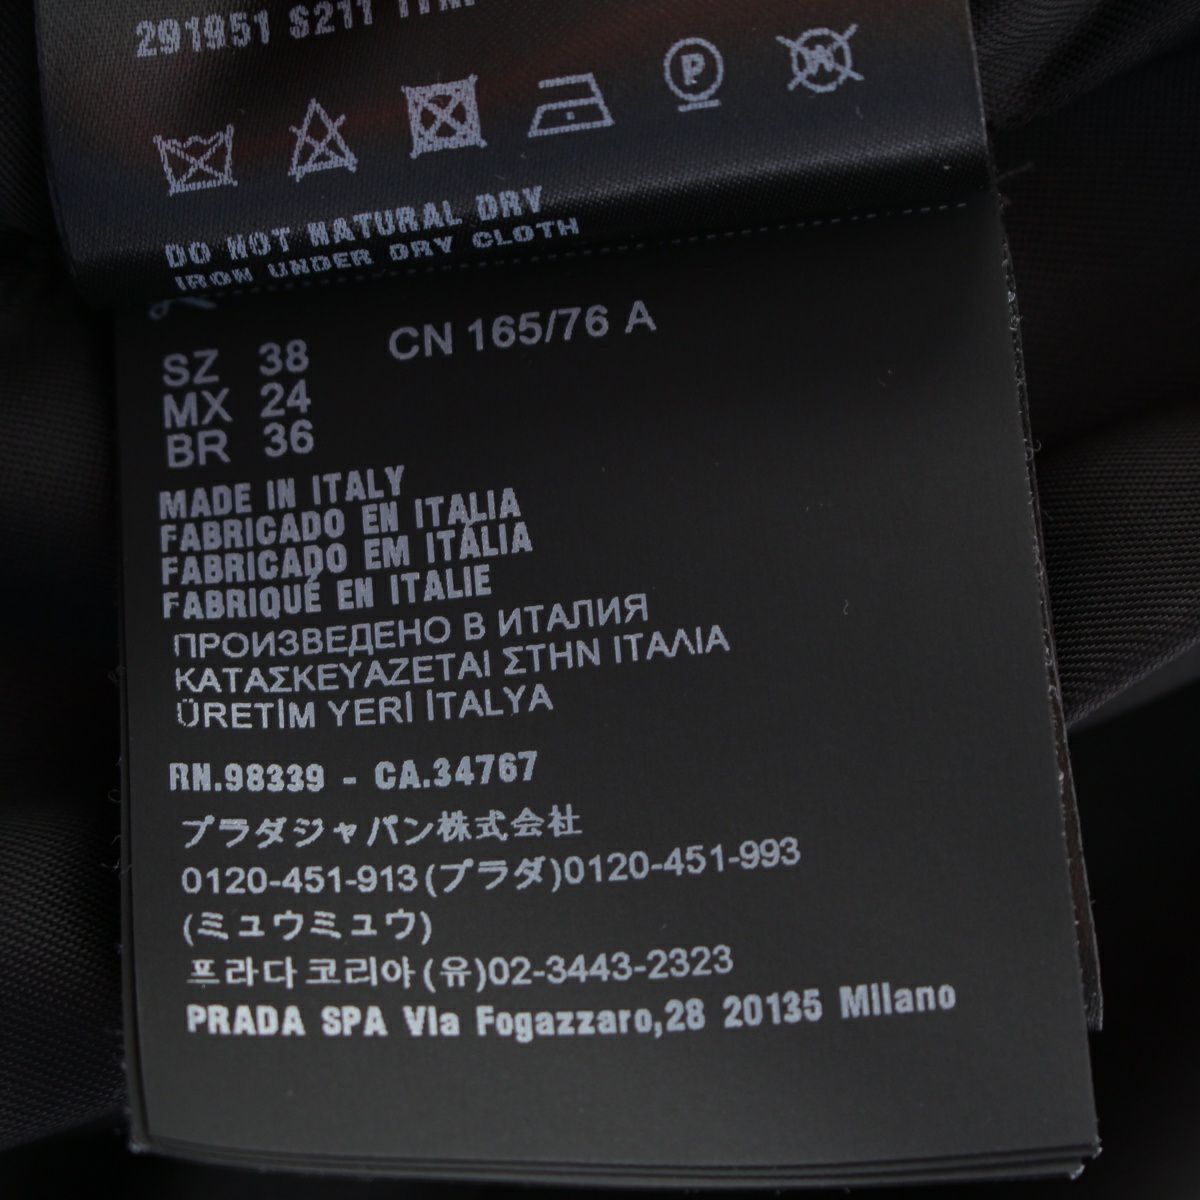 291951 S211
DO NOT NATURAL DRY
IRON UNDER DRY CLOTH
SZ 38 CN 165/76 A
MX 24
BR 36
MADE IN ITALY
FABRICADO EN ITALIA
FABRICADO EM ITÁLIA
FABRIQUÉ EN ITALIE
ПРОИЗВЕДЕНО В ИТАЛИЯ
ΚΑΤΑΣΚΕΥΑΖΕΤΑΙ ΣΤΗΝ ΙΤΑΛΙΑ
ÜRETİM YERİ İTALYA
RN.98339 - CA.34767
プラダジャパン株式会社
0120-451-913(プラダ)0120-451-993
(ミュウミュウ)
프라다코리아(유)02-3443-2323
PRADA SPA Via Fogazzaro,28 20135 Milano